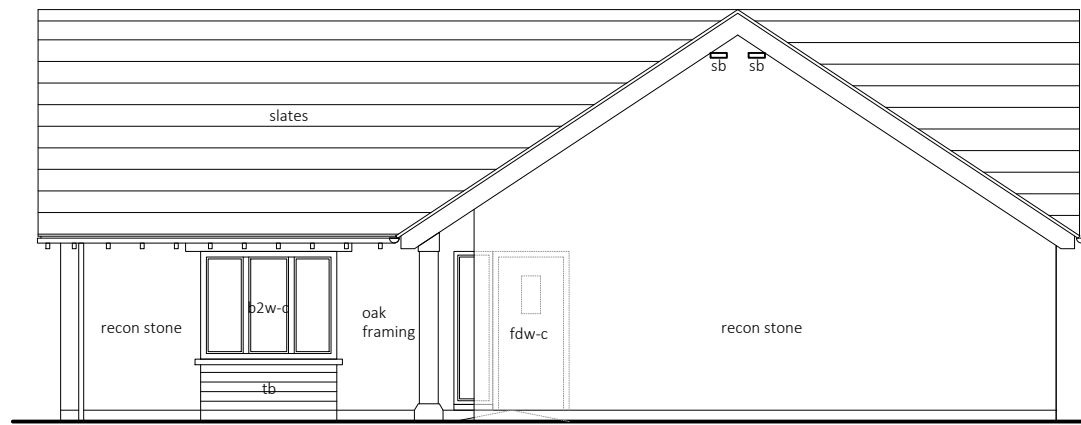 sb sb
slates
b2w-c
oak
framing
recon stone
fdw-c
recon stone
tb